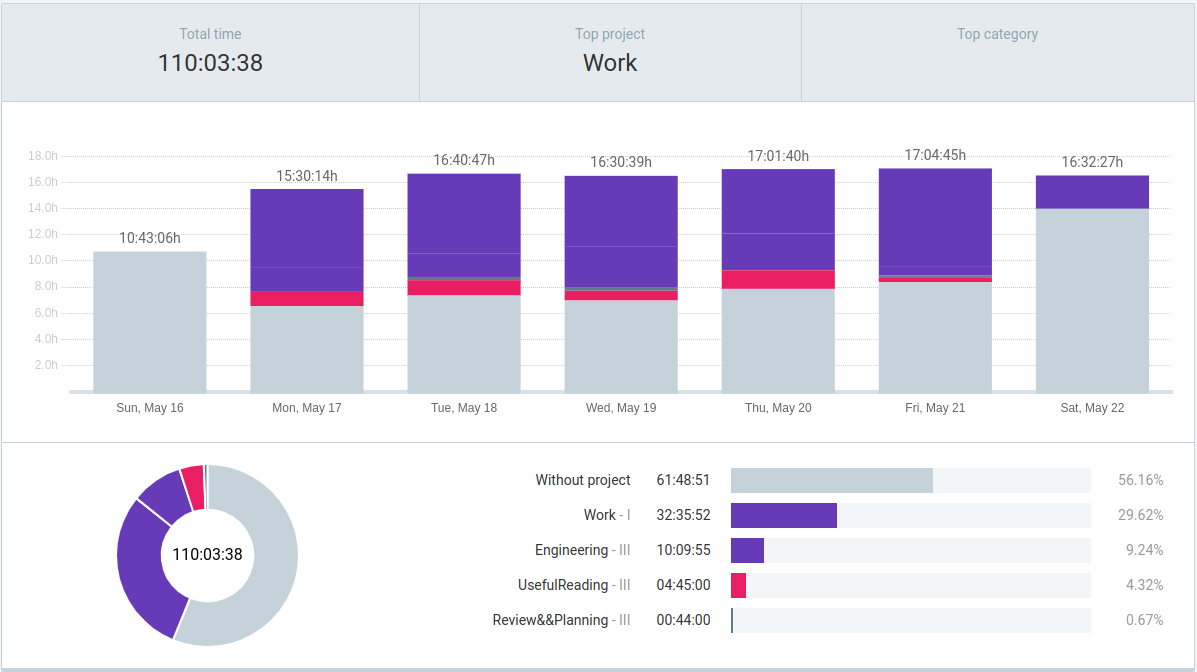 Total time
110:03:38
Top project
Work
Top category
18.0h
16.0h
14.0h
12.0h
10.0h
8.0h
6.0h
4.0h
2.0h
10:43:06h
15:30:14h
16:40:47h
16:30:39h
17:01:40h
17:04:45h
16:32:27h
Sun, May 16
Mon, May 17
Tue, May 18
Wed, May 19
Thu, May 20
Fri, May 21
Sat, May 22
110:03:38
Without project 61:48:51 56.16%
Work - I 32:35:52 29.62%
Engineering - III 10:09:55 9.24%
UsefulReading - III 04:45:00 4.32%
Review&&Planning - III 00:44:00 0.67%